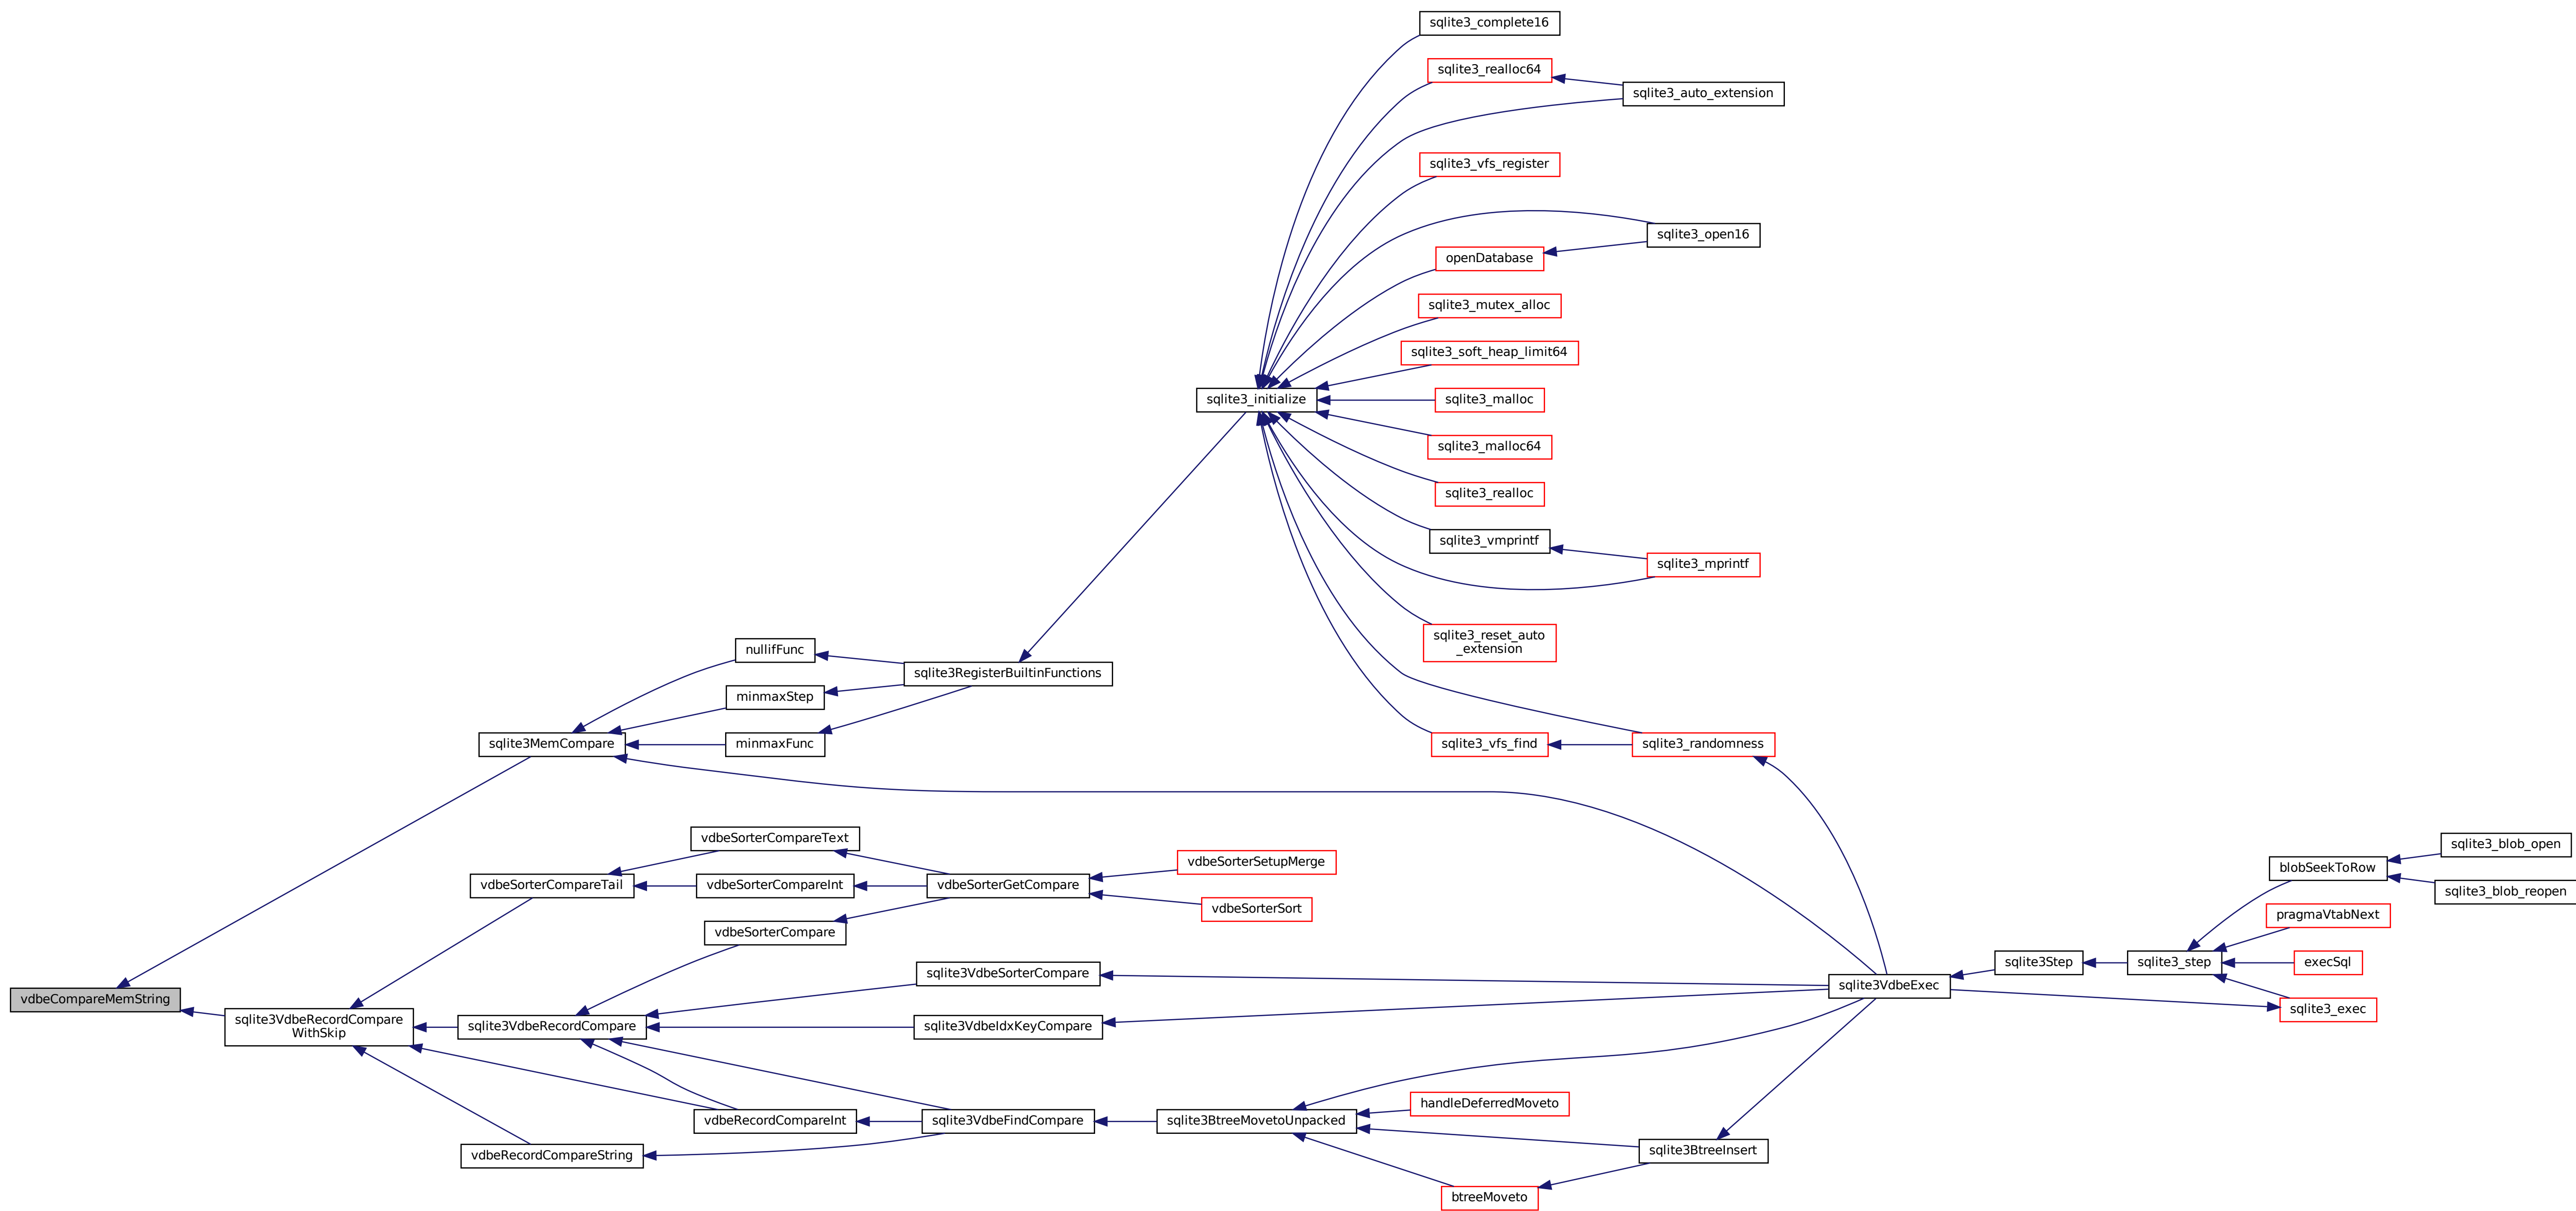 sqlite3_complete16
sqlite3_realloc64
sqlite3_auto_extension
sqlite3_vfs_register
sqlite3_open16
openDatabase
sqlite3_mutex_alloc
sqlite3_soft_heap_limit64
sqlite3_initialize
sqlite3_malloc
sqlite3_malloc64
sqlite3_realloc
sqlite3_vmprintf
sqlite3_mprintf
sqlite3_reset_auto
_extension
nullifFunc
sqlite3RegisterBuiltinFunctions
minmaxStep
sqlite3MemCompare
minmaxFunc
sqlite3_vfs_find
sqlite3_randomness
vdbeSorterCompareText
sqlite3_blob_open
vdbeSorterSetupMerge
blobSeekToRow
vdbeSorterCompareTail
vdbeSorterCompareInt
vdbeSorterGetCompare
sqlite3_blob_reopen
vdbeSorterSort
pragmaVtabNext
vdbeSorterCompare
sqlite3VdbeSorterCompare
sqlite3Step
sqlite3_step
execSql
vdbeCompareMemString
sqlite3VdbeExec
sqlite3_exec
sqlite3VdbeRecordCompare
WithSkip
sqlite3VdbeRecordCompare
sqlite3VdbeIdxKeyCompare
handleDeferredMoveto
vdbeRecordCompareInt
sqlite3VdbeFindCompare
sqlite3BtreeMovetoUnpacked
vdbeRecordCompareString
sqlite3BtreeInsert
btreeMoveto